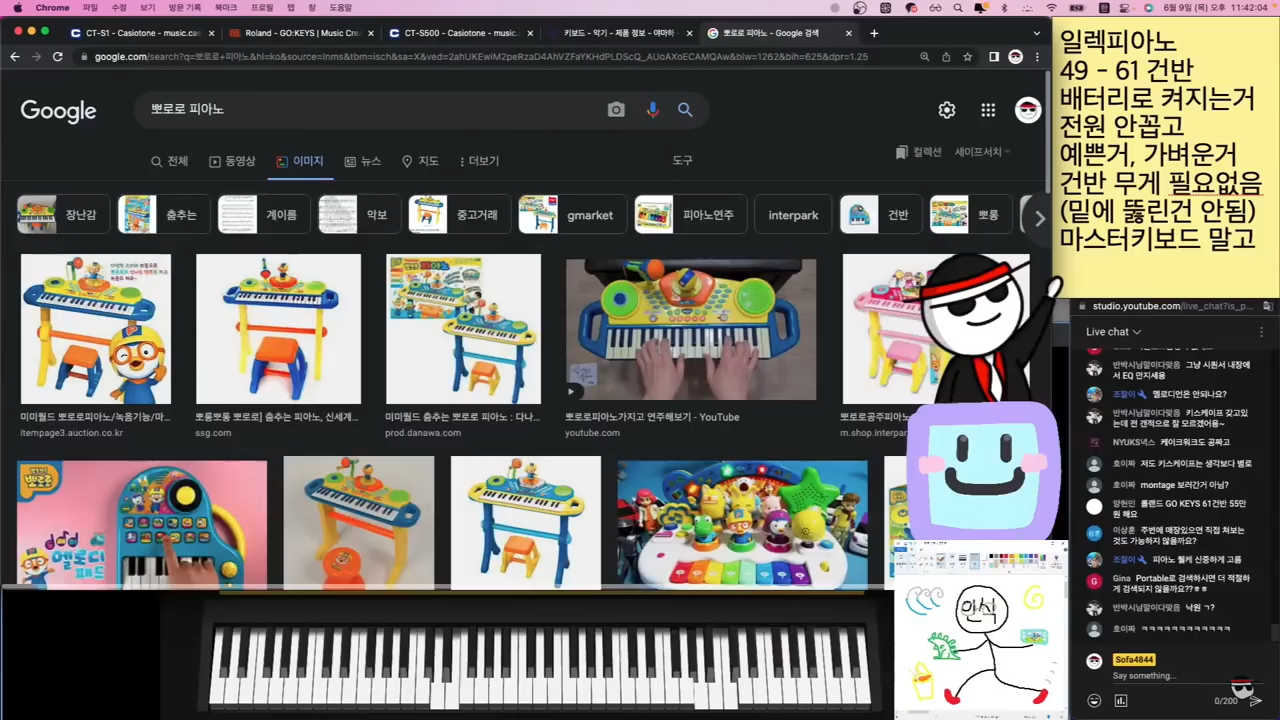 Chrome 파일 수정 보기 방문 기록 북마크 프로필 탭 창 도움말
6월 9일 (목) 오후 11:42:04
CT-S1 - Casiotone - music.cas
Roland - GO:KEYS | Music Crea
CT-S500 - Casiotone - music.
키보드 - 악기 - 제품 정보 - 야마하
뽀로로 피아노 - Google 검색
Google
뽀로로 피아노
전체 동영상 이미지 뉴스 지도 더보기 도구
컬렉션 세이프서치
장난감 춤추는 게이름 악보 중고거래 gmarket 피아노연주 interpark 건반 뽀롱
미미월드 뽀로로피아노/녹음기능/마...
itempage3.auction.co.kr
뽀롱뽀롱 뽀로로] 춤추는 피아노, 신세계...
ssg.com
미미월드 춤추는 뽀로로 피아노 : 다나...
prod.danawa.com
뽀로로피아노가지고 연주해보기 - YouTube
youtube.com
뽀로로공주피아노
m.shop.interpar
일렉피아노
49 - 61 건반
배터리로 켜지는거
전원 안꼽고
예쁜거, 가벼운거
건반 무게 필요없음
(밑에 뚫린건 안됨)
마스터키보드 말고
studio.youtube.com/live_chat?is_p...
Live chat
반박시님말이다맞음 그냥 시퀀서 내장에
서 EQ 만지세용
조잘이 멜로디언은 안되나요?
반박시님말이다맞음 키스케이프 갖고있
는데 전 갠적으로 잘 모르겠어용~
NYUKS넉스 케이크워크도 공짜고
호이짜 저도 키스케이프는 생각보다 별로
호이짜 montage 보러간거 아님?
양현민 롤랜드 GO KEYS 61건반 55만
원 해요
이상훈 주변에 매장있으면 직접 쳐보는
것도 가능하지 않을까요?
조잘이 피아노 웰케 신중하게 고름
Gina Portable로 검색하시면 더 적절하
게 검색되지 않을까요??ㅎㅎ
반박시님말이다맞음 낙원 ㄱ?
호이짜 ㅋㅋㅋㅋㅋㅋㅋㅋㅋㅋㅋㅋ
Sofa4844
Say something...
0/200